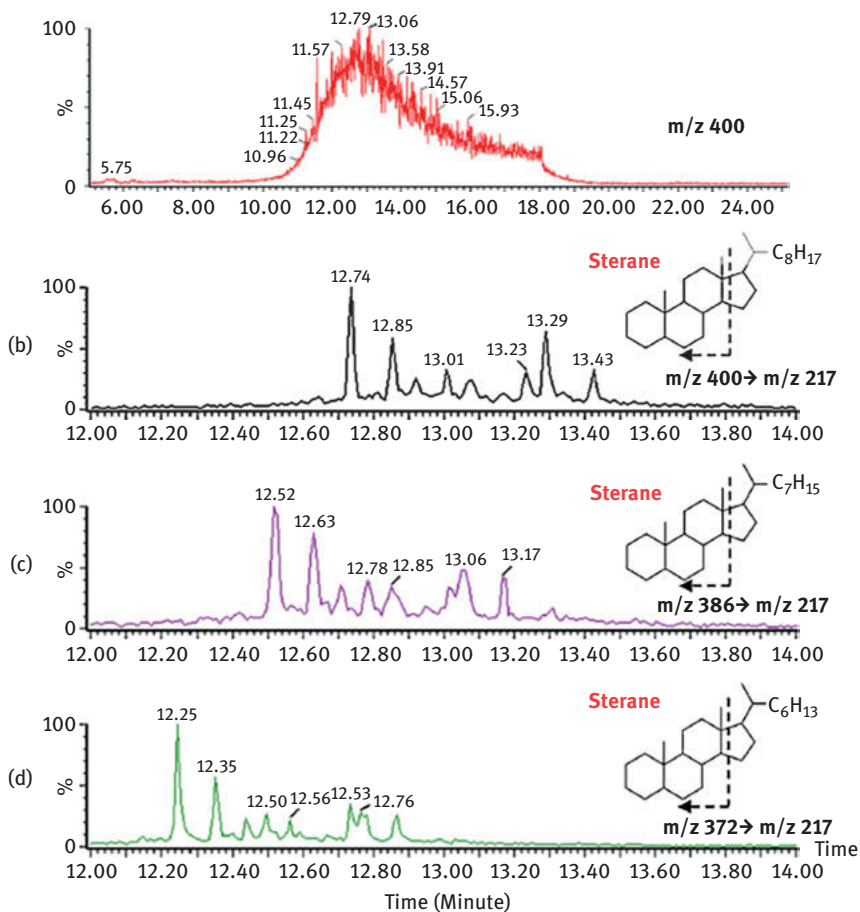 100
%
0
12.79
13.06
11.57
13.58
13.91
14.57
15.06
15.93
11.45
11.25
11.22
10.96
5.75
m/z 400
6.00 8.00 10.00 12.00 14.00 16.00 18.00 20.00 22.00 24.00
(b)
100
%
0
12.74
12.85
13.01
13.23
13.29
13.43
Sterane
C8H17
m/z 400→ m/z 217
12.00 12.20 12.40 12.60 12.80 13.00 13.20 13.40 13.60 13.80 14.00
(c)
100
%
0
12.52
12.63
12.78
12.85
13.06
13.17
Sterane
C7H15
m/z 386→ m/z 217
12.00 12.20 12.40 12.60 12.80 13.00 13.20 13.40 13.60 13.80 14.00
(d)
100
%
0
12.25
12.35
12.50
12.56
12.53
12.76
Sterane
C6H13
m/z 372→ m/z 217
12.00 12.20 12.40 12.60 12.80 13.00 13.20 13.40 13.60 13.80 14.00
Time
Time (Minute)